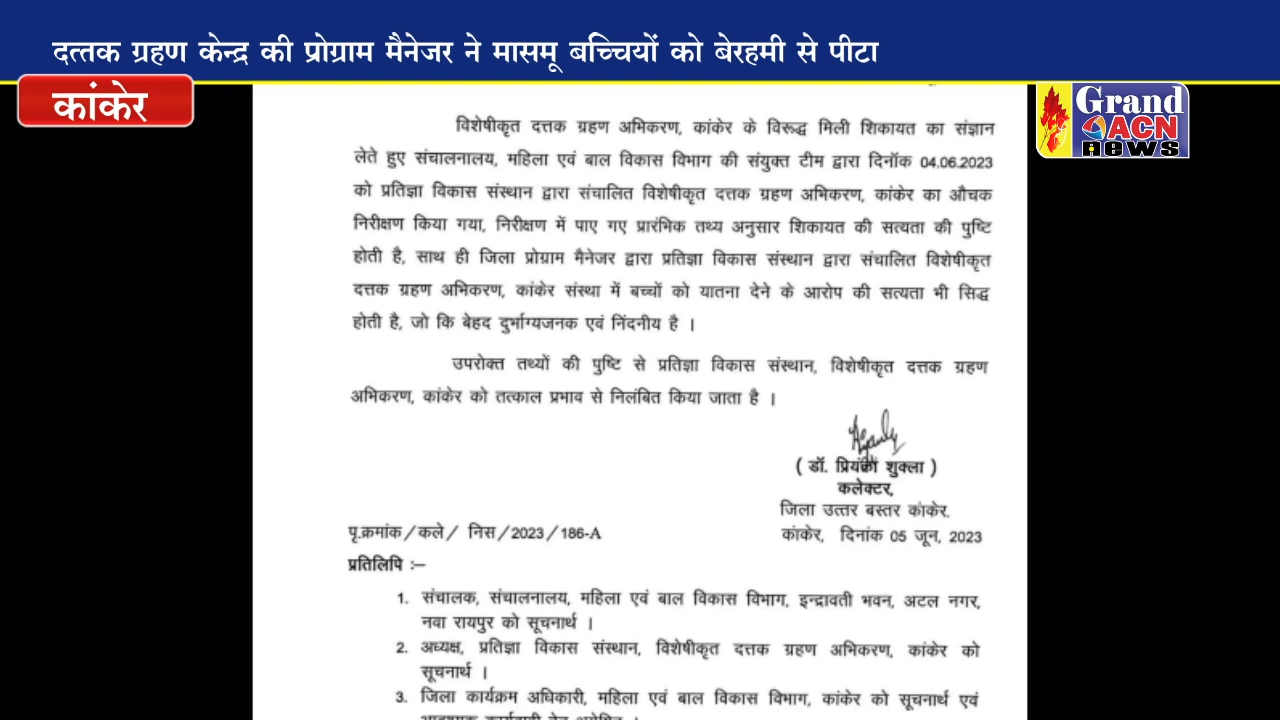 दत्तक ग्रहण केन्द्र की प्रोग्राम मैनेजर ने मासमू बच्चियों को बेरहमी से पीटा
कांकेर
Grand
ACN
news
विशेषीकृत दत्तक ग्रहण अभिकरण, कांकेर के विरूद्ध मिली शिकायत का संज्ञान
लेते हुए संचालनालय, महिला एवं बाल विकास विभाग की संयुक्त टीम द्वारा दिनॉक 04.06.2023
को प्रतिज्ञा विकास संस्थान द्वारा संचालित विशेषीकृत दत्तक ग्रहण अभिकरण, कांकेर का औचक
निरीक्षण किया गया, निरीक्षण में पाए गए प्रारंभिक तथ्य अनुसार शिकायत की सत्यता की पुष्टि
होती है, साथ ही जिला प्रोग्राम मैनेजर द्वारा प्रतिज्ञा विकास संस्थान द्वारा संचालित विशेषीकृत
दत्तक ग्रहण अभिकरण, कांकेर संस्था में बच्चों को यातना देने के आरोप की सत्यता भी सिद्ध
होती है, जो कि बेहद दुर्भाग्यजनक एवं निंदनीय है ।
उपरोक्त तथ्यों की पुष्टि से प्रतिज्ञा विकास संस्थान, विशेषीकृत दत्तक ग्रहण
अभिकरण, कांकेर को तत्काल प्रभाव से निलंबित किया जाता है ।
( डॉ. प्रियंका शुक्ला )
कलेक्टर,
जिला उत्तर बस्तर कांकेर.
पृ.क्रमांक/कले/ निस/2023/186-A कांकेर, दिनांक 05 जून, 2023
प्रतिलिपि :–
1. संचालक, संचालनालय, महिला एवं बाल विकास विभाग, इन्द्रावती भवन, अटल नगर,
नवा रायपुर को सूचनार्थ ।
2. अध्यक्ष, प्रतिज्ञा विकास संस्थान, विशेषीकृत दत्तक ग्रहण अभिकरण, कांकेर को
सूचनार्थ ।
3. जिला कार्यक्रम अधिकारी, महिला एवं बाल विकास विभाग, कांकेर को सूचनार्थ एवं